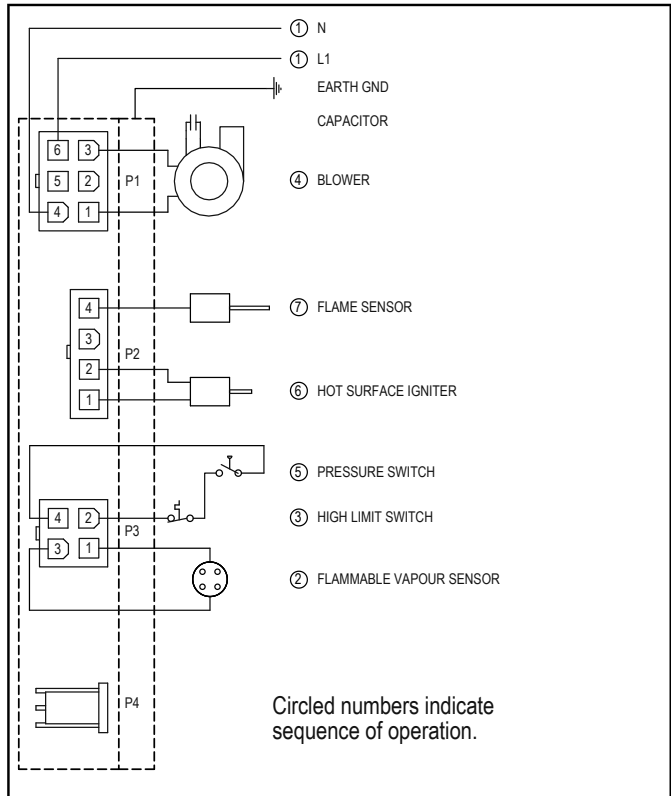 ① N
① L1
EARTH GND
CAPACITOR
6 3
5 2 P1
④ BLOWER
4 1
4
⑦ FLAME SENSOR
3
P2
2
1
⑥ HOT SURFACE IGNITER
⑤ PRESSURE SWITCH
4 2
③ HIGH LIMIT SWITCH
P3
3 1
② FLAMMABLE VAPOUR SENSOR
P4
Circled numbers indicate
sequence of operation.